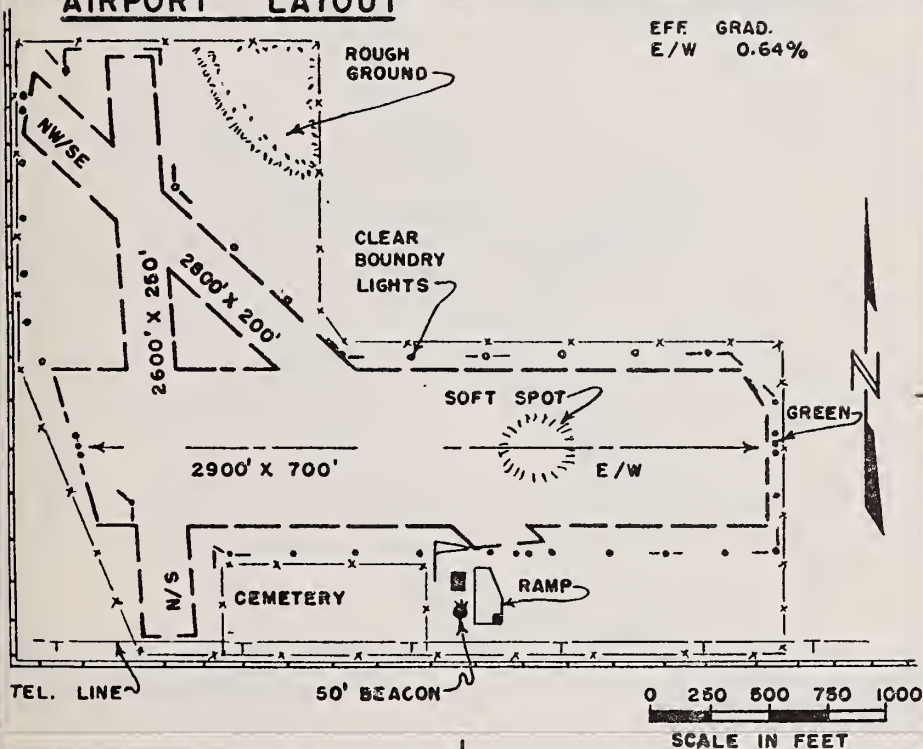 AIRPORT LAYOUT
EFF. GRAD.
E/W 0.64%
ROUGH
GROUND
NW/SE
CLEAR
BOUNDRY
LIGHTS
2600' X 250'
2800' X 200'
N
SOFT SPOT
GREEN
2900' X 700'
E/W
N/S
CEMETERY
RAMP
TEL. LINE
50' BEACON
0 250 500 750 1000
SCALE IN FEET